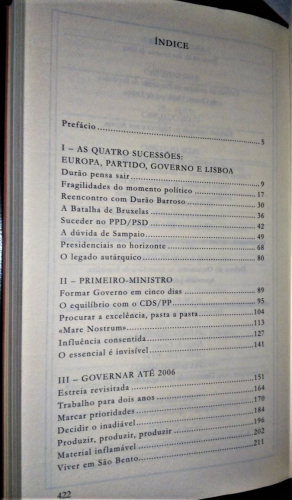 ÍNDICE
Prefácio 5
I – AS QUATRO SUCESSÕES:
EUROPA, PARTIDO, GOVERNO E LISBOA
Durão pensa sair 9
Fragilidades do momento político 17
Reencontro com Durão Barroso 30
A Batalha de Bruxelas 36
Suceder no PPD/PSD 42
A dúvida de Sampaio 49
Presidenciais no horizonte 68
O legado autárquico 80
II – PRIMEIRO-MINISTRO
Formar Governo em cinco dias 89
O equilíbrio com o CDS/PP 95
Procurar a excelência, pasta a pasta 104
«Mare Nostrum» 113
Influência consentida 127
O essencial é invisível 141
III – GOVERNAR ATÉ 2006
Estreia revisitada 151
Trabalho para dois anos 164
Marcar prioridades 170
Decidir o inadiável 184
Produzir, produzir, produzir 196
Material inflamável 202
Viver em São Bento 211
422